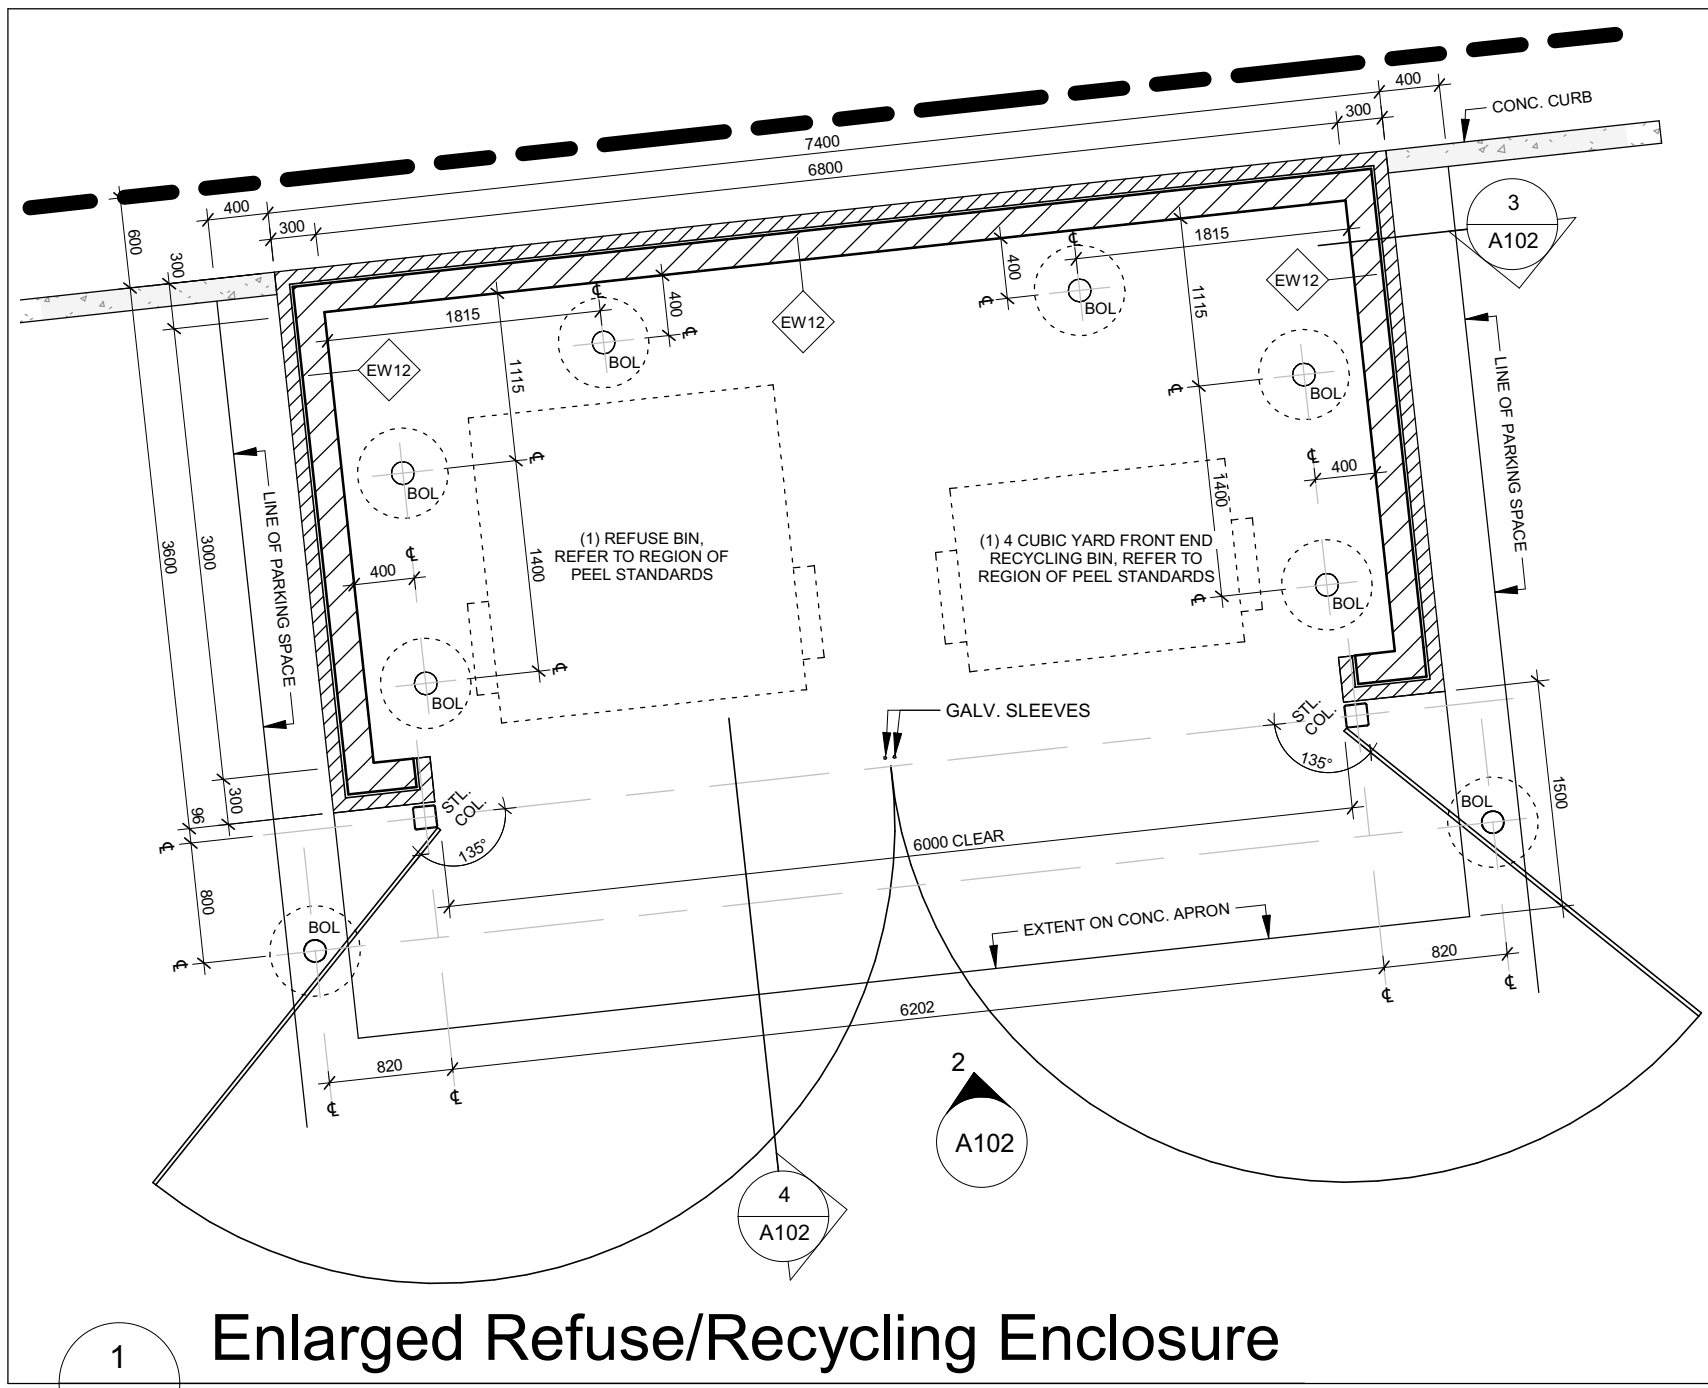 400
CONC. CURB
300
7400
6800
3
A102
400
300
600
300
1815
400
1115
EW12
BOL
1815
400
EW12
BOL
EW12
1115
BOL
BOL
400
LINE OF PARKING SPACE
BOL
1400
(1) REFUSE BIN,
REFER TO REGION OF
PEEL STANDARDS
(1) 4 CUBIC YARD FRONT END
RECYCLING BIN, REFER TO
REGION OF PEEL STANDARDS
3600
3000
LINE OF PARKING SPACE
400
1400
BOL
BOL
GALV. SLEEVES
STL.
COL.
135°
1500
BOL
300
96
STL.
COL.
135°
6000 CLEAR
800
BOL
EXTENT ON CONC. APRON
820
6202
820
2
A102
4
A102
1
Enlarged Refuse/Recycling Enclosure